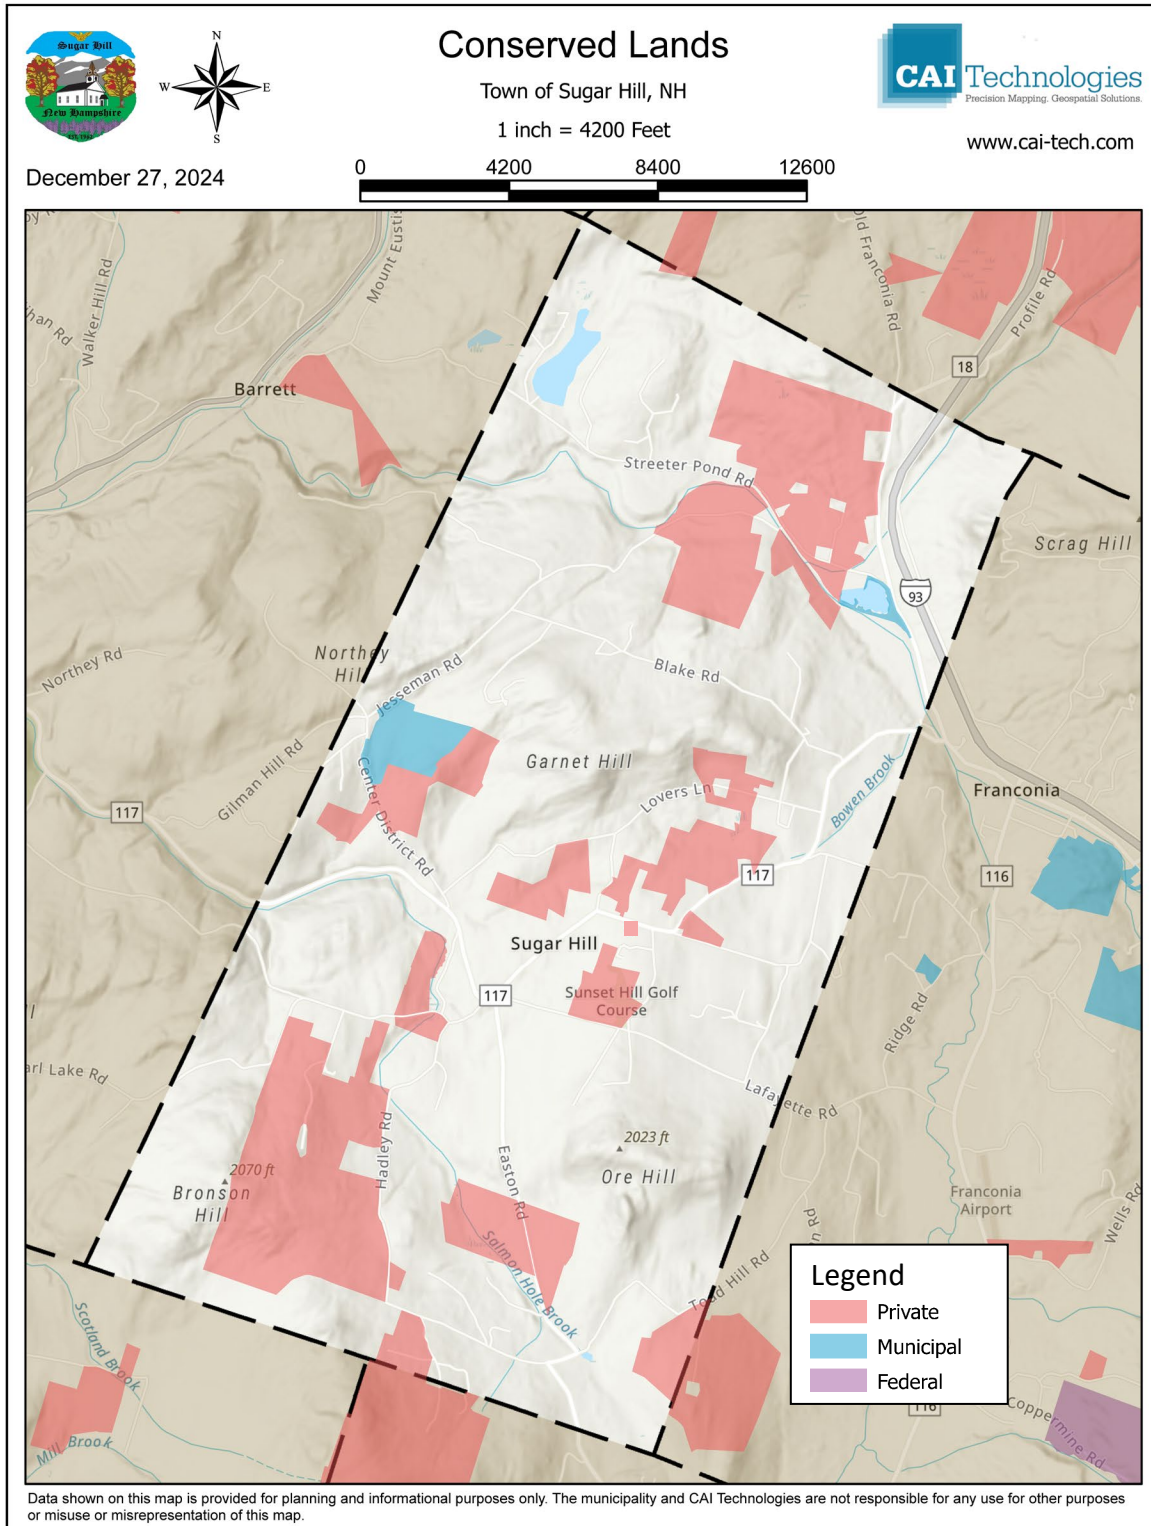 Sugar Hill
New Hampshire
N
W
E
S
Conserved Lands
Town of Sugar Hill, NH
1 inch = 4200 Feet
CAI Technologies
Precision Mapping. Geospatial Solutions.
www.cai-tech.com
December 27, 2024
0 4200 8400 12600
Mount Eustis
Walker Hill Rd
Old Franconia Rd
Profile Rd
18
Barrett
Streeter Pond Rd
Scrag Hill
93
Northey Rd
Northey
Hill
Jesseman Rd
Blake Rd
Garnet Hill
Gilman Hill Rd
Center District Rd
117
Lovers Ln
Bowen Brook
Franconia
117
116
Sugar Hill
117
Sunset Hill Golf
Course
Ridge Rd
arl Lake Rd
Lafayette Rd
Hadley Rd
Easton Rd
2023 ft
Ore Hill
2070 ft
Bronson
Hill
Franconia
Airport
Wells Rd
Salmon Hole Brook
Toad Hill Rd
Scotland Brook
Mill Brook
Legend
Private
Municipal
Federal
116
Coppermine Rd
Data shown on this map is provided for planning and informational purposes only. The municipality and CAI Technologies are not responsible for any use for other purposes
or misuse or misrepresentation of this map.